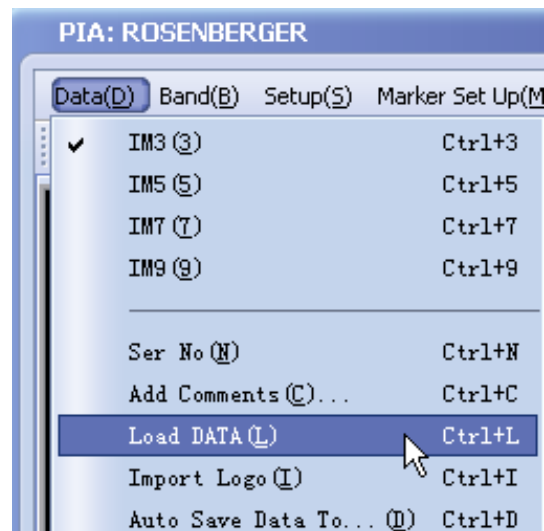 PIA: ROSENBERGER
Data(D) Band(B) Setup(S) Marker Set Up(M
IM3(3) Ctrl+3
IM5(5) Ctrl+5
IM7(7) Ctrl+7
IM9(9) Ctrl+9
Ser No(N) Ctrl+N
Add Comments(C)... Ctrl+C
Load DATA(L) Ctrl+L
Import Logo(I) Ctrl+I
Auto Save Data To...(D) Ctrl+D